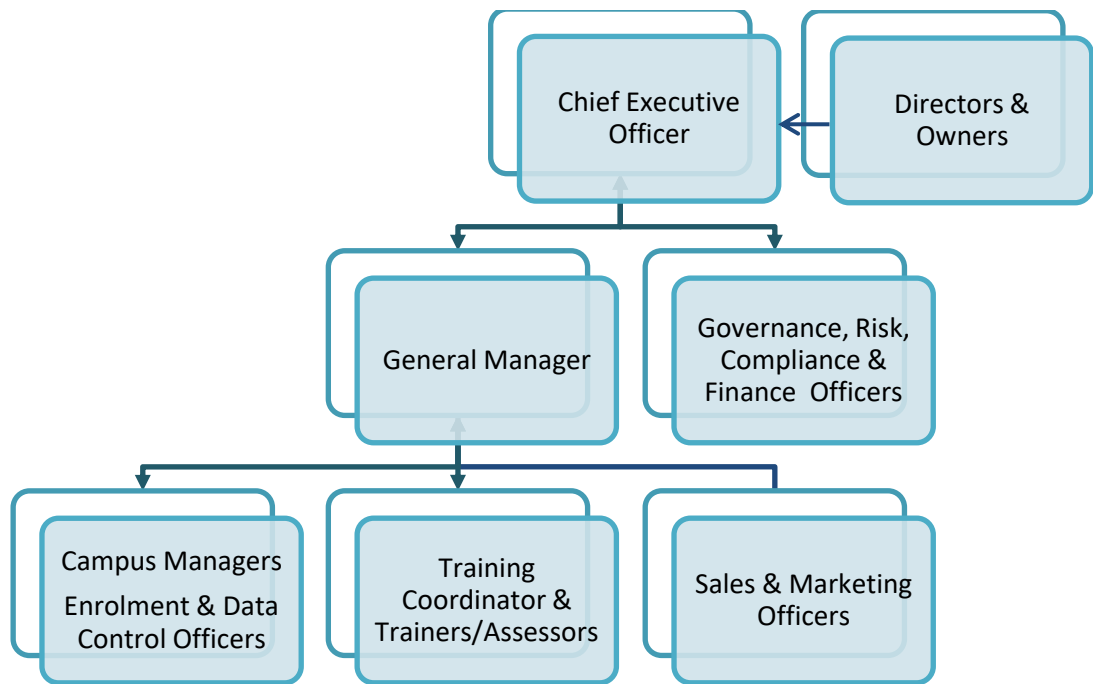 Chief Executive
Officer
Directors &
Owners
General Manager
Governance, Risk,
Compliance &
Finance  Officers
Campus Managers
Enrolment & Data
Control Officers
Training
Coordinator &
Trainers/Assessors
Sales & Marketing
Officers